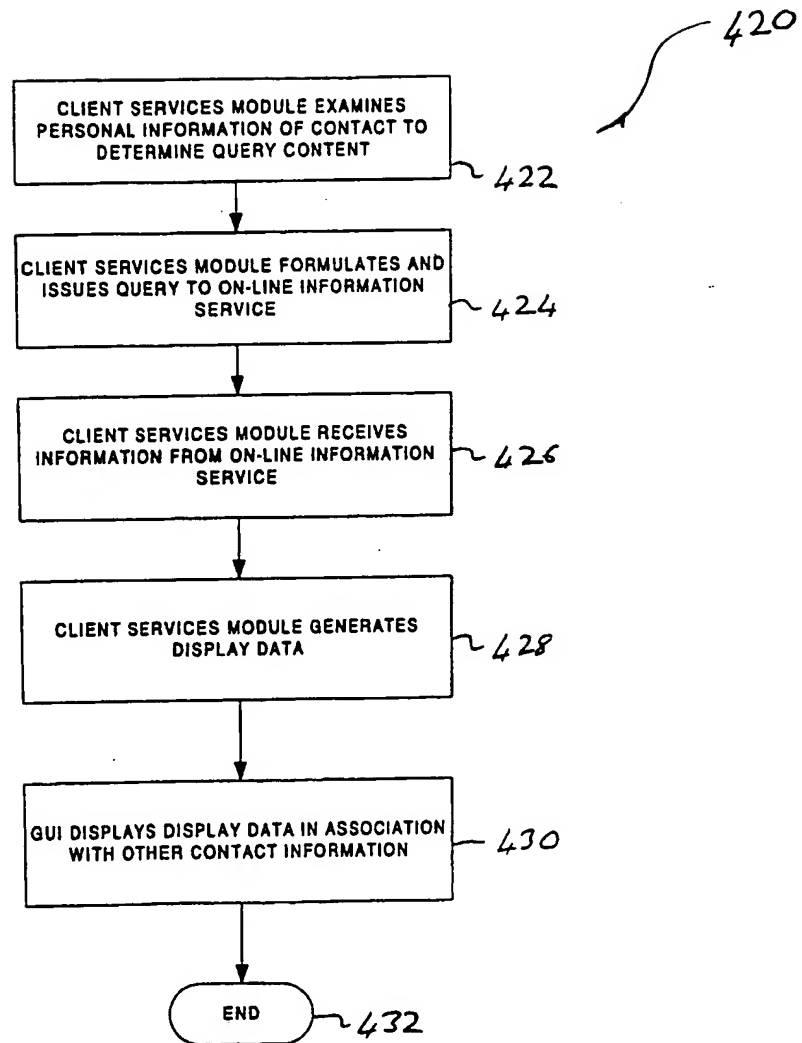 420
CLIENT SERVICES MODULE EXAMINES
PERSONAL INFORMATION OF CONTACT TO
DETERMINE QUERY CONTENT
422
CLIENT SERVICES MODULE FORMULATES AND
ISSUES QUERY TO ON-LINE INFORMATION
SERVICE
424
CLIENT SERVICES MODULE RECEIVES
INFORMATION FROM ON-LINE INFORMATION
SERVICE
426
CLIENT SERVICES MODULE GENERATES
DISPLAY DATA
428
GUI DISPLAYS DISPLAY DATA IN ASSOCIATION
WITH OTHER CONTACT INFORMATION
430
END
432